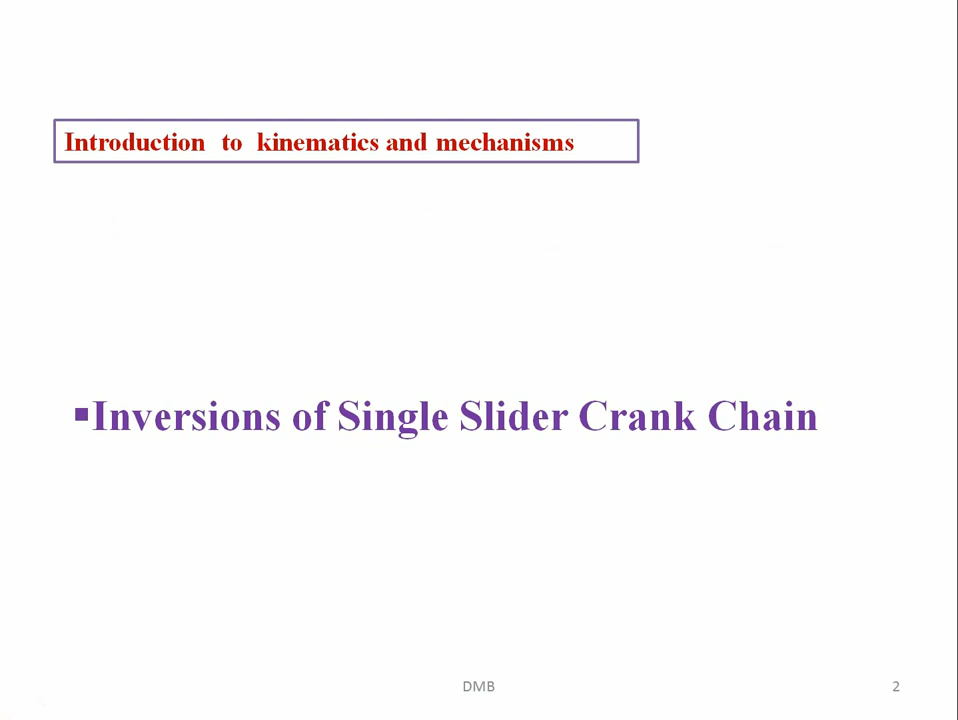 Introduction to kinematics and mechanisms
▪Inversions of Single Slider Crank Chain
DMB
2